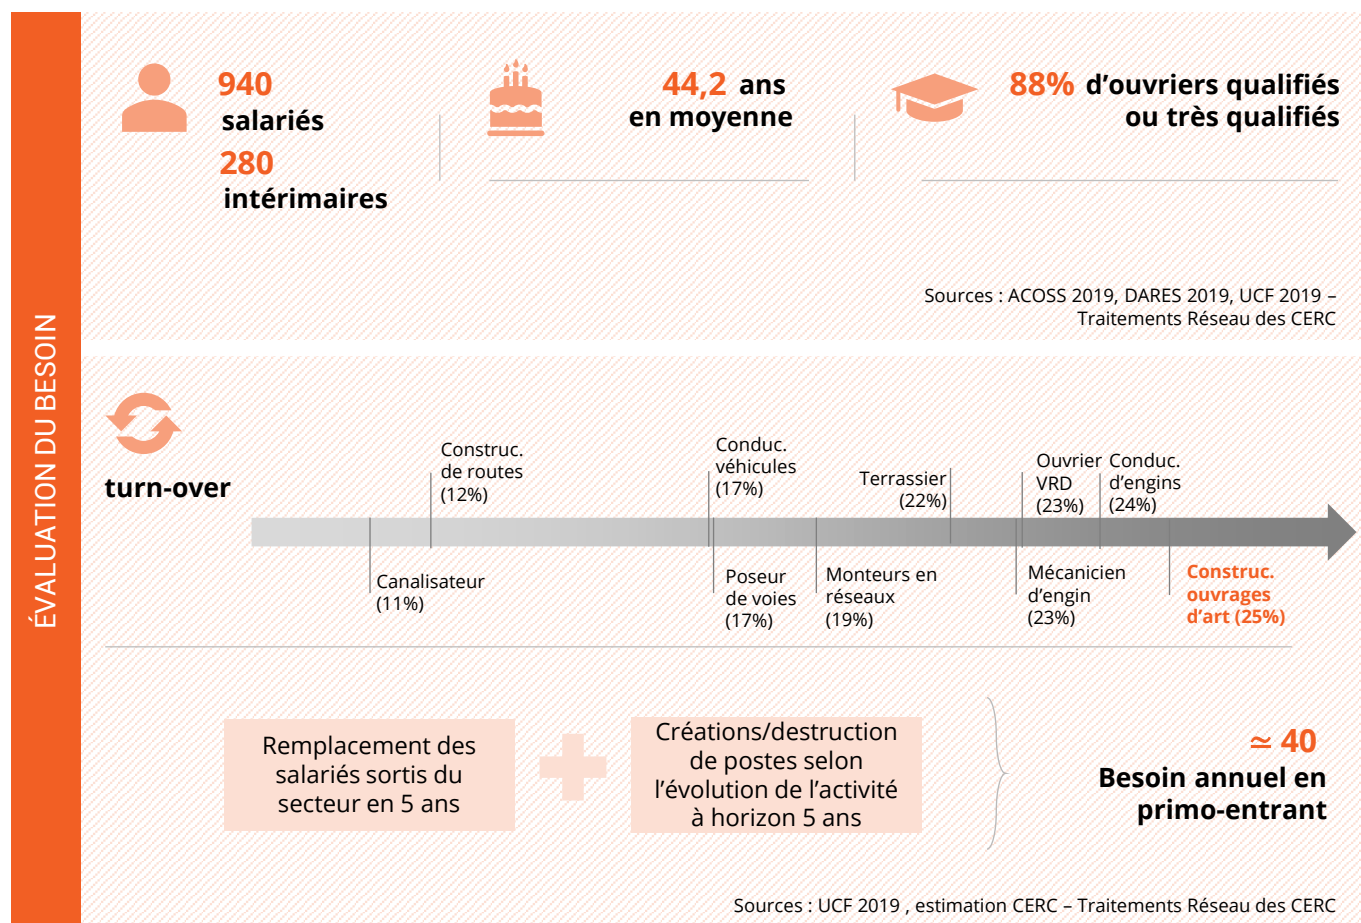 ÉVALUATION DU BESOIN
940
salariés
280
intérimaires
44,2 ans
en moyenne
88% d’ouvriers qualifiés
ou très qualifiés
Sources : ACOSS 2019, DARES 2019, UCF 2019 –
Traitements Réseau des CERC
turn-over
Construc.
de routes
(12%)
Conduc.
véhicules
(17%)
Terrassier
(22%)
Ouvrier
VRD
(23%)
Conduc.
d’engins
(24%)
Canalisateur
(11%)
Poseur
de voies
(17%)
Monteurs en
réseaux
(19%)
Mécanicien
d’engin
(23%)
Construc.
ouvrages
d’art (25%)
Remplacement des
salariés sortis du
secteur en 5 ans
Créations/destruction
de postes selon
l’évolution de l’activité
à horizon 5 ans
≃ 40
Besoin annuel en
primo-entrant
Sources : UCF 2019 , estimation CERC – Traitements Réseau des CERC